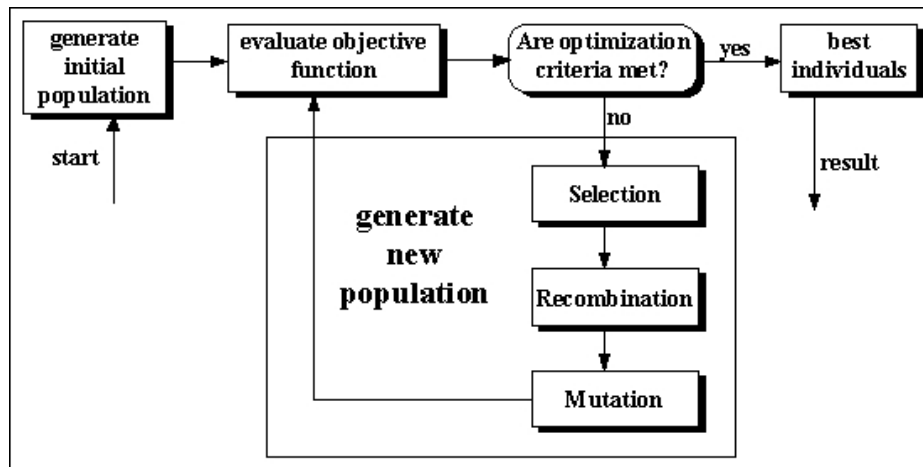 generate
initial
population
evaluate objective
function
Are optimization
criteria met?
yes
best
individuals
start
no
result
generate
new
population
Selection
Recombination
Mutation